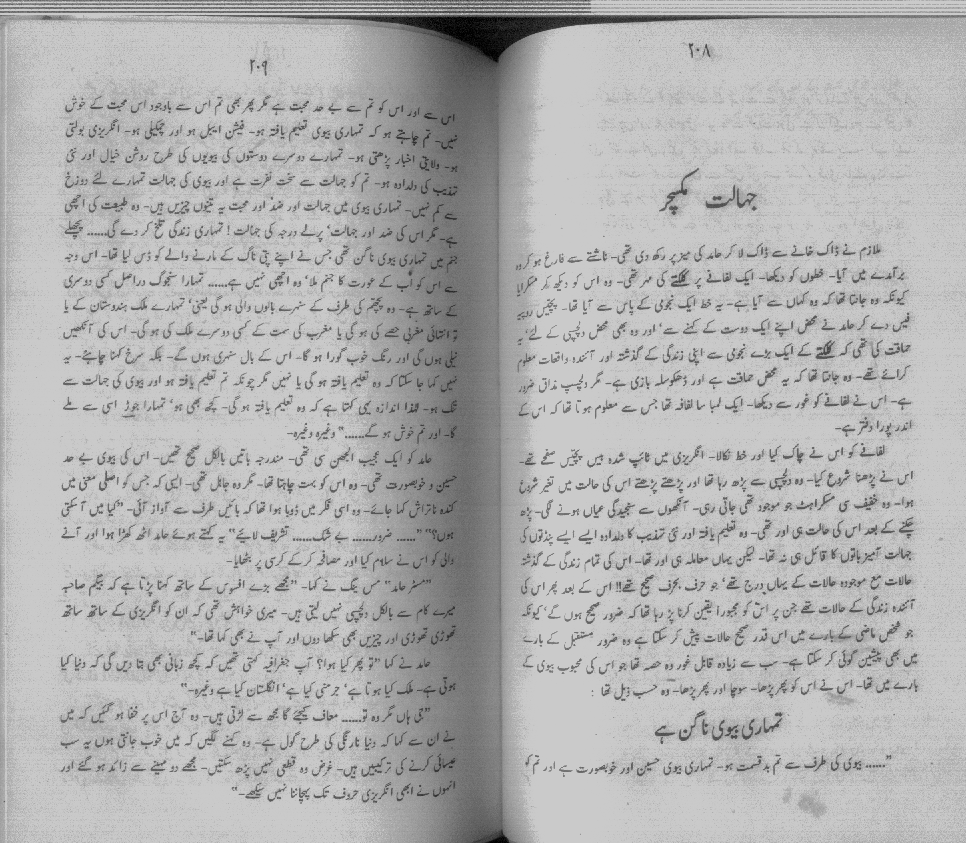 ۲۰۸
جہالت مکسچر
ملازم نے ڈاک خانے سے ڈاک لا کر حامد کی میز پر رکھ دی تھی۔ ناشتے سے فارغ ہو کر وہ
برآمدے میں آیا۔ خطوں کو دیکھا۔ ایک لفافے پر کلکتے کی مہر تھی۔ وہ اس کو دیکھ کر مسکرایا
کیونکہ وہ جانتا تھا کہ وہ کہاں سے آیا ہے۔ یہ خط ایک نجومی کے پاس سے آیا تھا۔ پچیس روپیہ
فیس دے کر حامد نے محض اپنے ایک دوست کے کہنے سے' اور وہ بھی محض دلچسپی کے لئے' یہ
حماقت کی تھی کہ کلکتے کے ایک بڑے نجومی سے اپنی زندگی کے گذشتہ اور آئندہ واقعات معلوم
کرائے تھے۔ وہ جانتا تھا کہ یہ محض حماقت ہے اور ڈھکوسلہ بازی ہے۔ مگر دلچسپ مذاق ضرور
ہے۔ اس نے لفافے کو غور سے دیکھا۔ ایک لمبا سا لفافہ تھا جس سے معلوم ہوتا تھا کہ اس کے
اندر پورا دفتر ہے۔
لفافے کو اس نے چاک کیا اور خط نکالا۔ انگریزی میں ٹائپ شدہ بیس پچیس صفحے تھے۔
اس نے پڑھنا شروع کیا۔ وہ دلچسپی سے پڑھ رہا تھا اور پڑھتے پڑھتے اس کی حالت میں تغیر شروع
ہوا۔ وہ خفیف سی مسکراہٹ جو موجود تھی جاتی رہی۔ آنکھوں سے سنجیدگی عیاں ہونے لگی۔ پڑھ
چکنے کے بعد اس کی حالت ہی اور تھی۔ وہ تعلیم یافتہ اور نئی تہذیب کا دلدادہ ایسے ایسے پنڈتوں کی
جہالت آمیز باتوں کا قائل ہی نہ تھا۔ لیکن یہاں معاملہ ہی اور تھا۔ اس کی تمام زندگی کے گذشتہ
حالات مع موجودہ حالات کے یہاں درج تھے' جو حرف بحرف صحیح تھے!! اس کے بعد پھر اس کی
آئندہ زندگی کے حالات تھے جن پر اس کو مجبورا یقین کرنا پڑ رہا تھا کہ ضرور صحیح ہوں گے' کیونکہ
جو شخص ماضی کے بارے میں اس قدر صحیح حالات پیش کر سکتا ہے وہ ضرور مستقبل کے بارے
میں بھی پیشین گوئی کر سکتا ہے۔ سب سے زیادہ قابل غور وہ حصہ تھا جو اس کی محبوب بیوی کے
بارے میں تھا۔ اس نے اس کو پھر پڑھا۔ سوچا اور پھر پڑھا۔ وہ حسب ذیل تھا :
تمہاری بیوی ناگن ہے
"...... بیوی کی طرف سے تم بد قسمت ہو۔ تمہاری بیوی حسین اور خوبصورت ہے اور تم کو
۲۰۹
اس سے اور اس کو تم سے بے حد محبت ہے مگر پھر بھی تم اس سے باوجود اس محبت کے خوش
نہیں۔ تم چاہتے ہو کہ تمہاری بیوی تعلیم یافتہ ہو۔ فیشن ایبل ہو اور چمکیلی ہو۔ انگریزی بولتی
ہو۔ ولایتی اخبار پڑھتی ہو۔ تمہارے دوسرے دوستوں کی بیویوں کی طرح روشن خیال اور نئی
تہذیب کی دلدادہ ہو۔ تم کو جہالت سے سخت نفرت ہے اور بیوی کی جہالت تمہارے لئے دوزخ
سے کم نہیں۔ تمہاری بیوی میں جہالت اور ضد اور محبت یہ تینوں چیزیں ہیں۔ وہ طبیعت کی اچھی
ہے۔ مگر اس کی ضد اور جہالت' پرلے درجہ کی جہالت! تمہاری زندگی تلخ کر دے گی...... پچھلے
جنم میں تمہاری بیوی ناگن تھی جس نے اپنے پتی ناگ کے مارنے والے کو ڈس لیا تھا۔ اس وجہ
سے اس کو اب کے عورت کا جنم ملا' وہ اچھی نہیں ہے...... تمہارا سنجوگ دراصل کسی دوسری
کے ساتھ ہے۔ وہ پچھم کی طرف کے سنہرے بالوں والی ہو گی یعنی' تمہارے ملک ہندوستان کے یا
تو انتہائی مغربی حصے کی ہو گی یا مغرب کی سمت کے کسی دوسرے ملک کی ہو گی۔ اس کی آنکھیں
نیلی ہوں گی اور رنگ خوب گورا ہو گا۔ اس کے بال سنہری ہوں گے۔ بلکہ سرخ کہنا چاہئے۔ یہ
نہیں کہا جا سکتا کہ وہ تعلیم یافتہ ہو گی یا نہیں مگر چونکہ تم تعلیم یافتہ ہو اور بیوی کی جہالت سے
تنگ ہو۔ لہٰذا اندازہ یہی کہتا ہے کہ وہ تعلیم یافتہ ہو گی۔ کچھ بھی ہو' تمہارا جوڑ اسی سے ملے
گا۔ اور تم خوش ہو گے......" وغیرہ وغیرہ۔
حامد کو ایک عجیب الجھن سی تھی۔ مندرجہ باتیں بالکل صحیح تھیں۔ اس کی بیوی بے حد
حسین و خوبصورت تھی۔ وہ اس کو بہت چاہتا تھا۔ مگر وہ جاہل تھی۔ ایسی کہ جس کو اصلی معنی میں
کندہ ناتراش کہا جائے۔ وہ اسی فکر میں ڈوبا ہوا تھا کہ بائیں طرف سے آواز آئی۔ "کیا میں آ سکتی
ہوں؟" "...... ضرور...... بے شک...... تشریف لایئے" یہ کہتے ہوئے حامد اٹھ کھڑا ہوا اور آنے
والی کو اس نے سلام کیا اور مصافحہ کر کے کرسی پر بٹھایا۔
"مسٹر حامد" مس ینگ نے کہا۔ "مجھے بڑے افسوس کے ساتھ کہنا پڑتا ہے کہ بیگم صاحبہ
میرے کام سے بالکل دلچسپی نہیں لیتی ہیں۔ میری خواہش تھی کہ ان کو انگریزی کے ساتھ ساتھ
تھوڑی تھوڑی اور چیزیں بھی سکھا دوں اور آپ نے بھی کہا تھا۔"
حامد نے کہا "تو پھر کیا ہوا؟ آپ جغرافیہ کہتی تھیں کہ کچھ زبانی بھی بتا دیں گی کہ دنیا کیا
ہوتی ہے۔ ملک کیا ہوتا ہے' جرمنی کیا ہے' انگلستان کیا ہے وغیرہ۔"
"جی ہاں مگر وہ تو...... معاف کیجئے گا مجھ سے لڑتی ہیں۔ وہ آج اس پر خفا ہو گئیں کہ میں
نے ان سے کہا کہ دنیا نارنگی کی طرح گول ہے۔ وہ کہنے لگیں کہ میں خوب جانتی ہوں یہ سب
عیسائی کرنے کی ترکیبیں ہیں۔ غرض وہ قطعی نہیں پڑھ سکتیں۔ مجھے دو مہینے سے زائد ہو گئے اور
انہوں نے ابھی انگریزی حروف تک پہچاننا نہیں سیکھے۔"